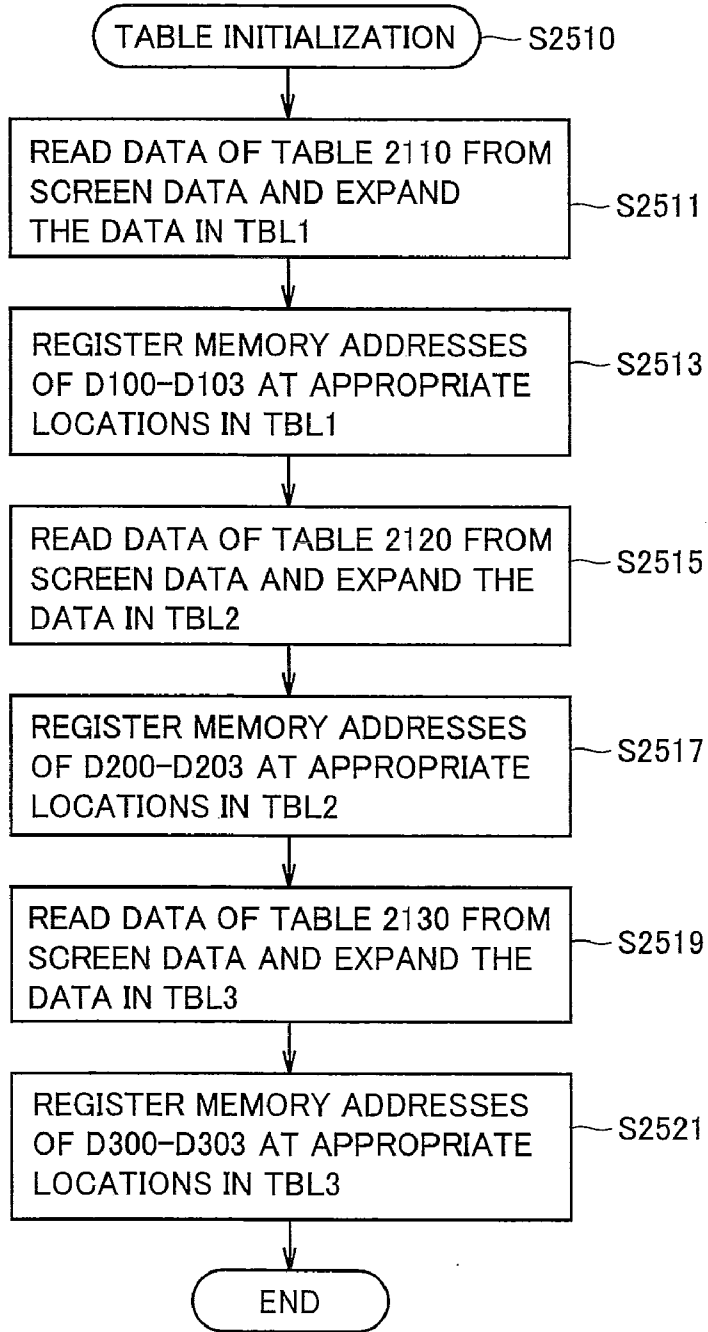 TABLE INITIALIZATION
S2510
READ DATA OF TABLE 2110 FROM
SCREEN DATA AND EXPAND
THE DATA IN TBL1
S2511
REGISTER MEMORY ADDRESSES
OF D100-D103 AT APPROPRIATE
LOCATIONS IN TBL1
S2513
READ DATA OF TABLE 2120 FROM
SCREEN DATA AND EXPAND THE
DATA IN TBL2
S2515
REGISTER MEMORY ADDRESSES
OF D200-D203 AT APPROPRIATE
LOCATIONS IN TBL2
S2517
READ DATA OF TABLE 2130 FROM
SCREEN DATA AND EXPAND THE
DATA IN TBL3
S2519
REGISTER MEMORY ADDRESSES
OF D300-D303 AT APPROPRIATE
LOCATIONS IN TBL3
S2521
END